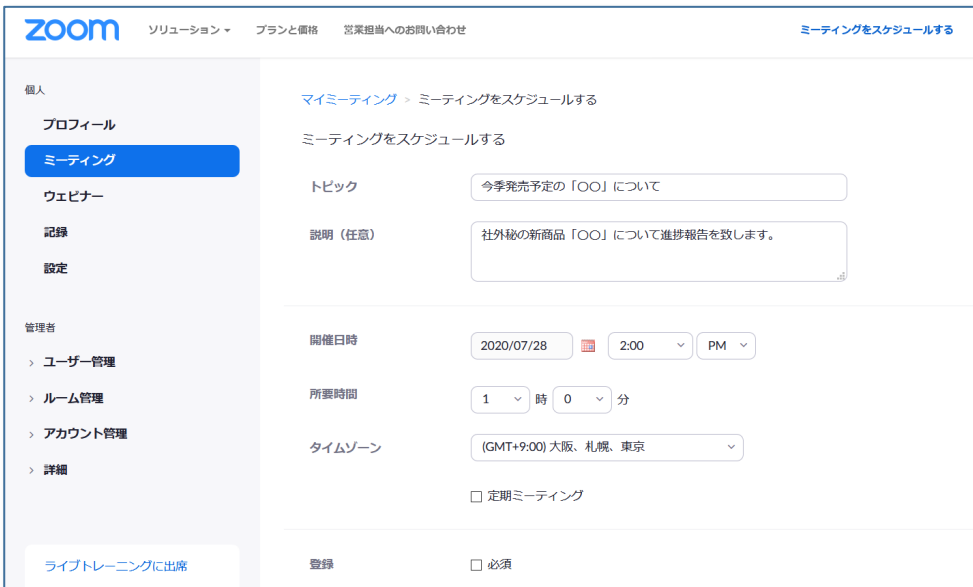 zoom ソリューション プランと価格 営業担当へのお問い合わせ ミーティングをスケジュールする
個人
プロフィール
ミーティング
ウェビナー
記録
設定
管理者
> ユーザー管理
> ルーム管理
> アカウント管理
> 詳細
ライブトレーニングに出席
マイミーティング > ミーティングをスケジュールする
ミーティングをスケジュールする
トピック 今季発売予定の「〇〇」について
説明（任意） 社外秘の新商品「〇〇」について進捗報告を致します。
開催日時 2020/07/28 2:00 PM
所要時間 1 時 0 分
タイムゾーン (GMT+9:00) 大阪、札幌、東京
定期ミーティング
登録 必須